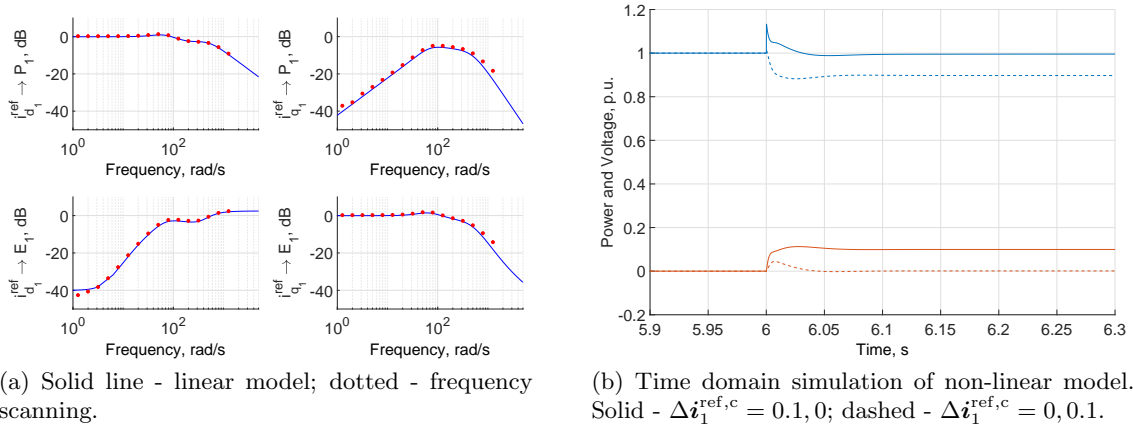 i_{d_1}^{ref} → P_1, dB
0
-20
-40
10^0
10^2
Frequency, rad/s
i_{q_1}^{ref} → P_1, dB
0
-20
-40
10^0
10^2
Frequency, rad/s
i_{d_1}^{ref} → E_1, dB
0
-20
-40
10^0
10^2
Frequency, rad/s
i_{q_1}^{ref} → E_1, dB
0
-20
-40
10^0
10^2
Frequency, rad/s
(a) Solid line - linear model; dotted - frequency
scanning.
Power and Voltage, p.u.
1.2
1
0.8
0.6
0.4
0.2
0
-0.2
5.9 5.95 6 6.05 6.1 6.15 6.2 6.25 6.3
Time, s
(b) Time domain simulation of non-linear model.
Solid - Δi_1^{ref,c} = 0.1, 0; dashed - Δi_1^{ref,c} = 0, 0.1.